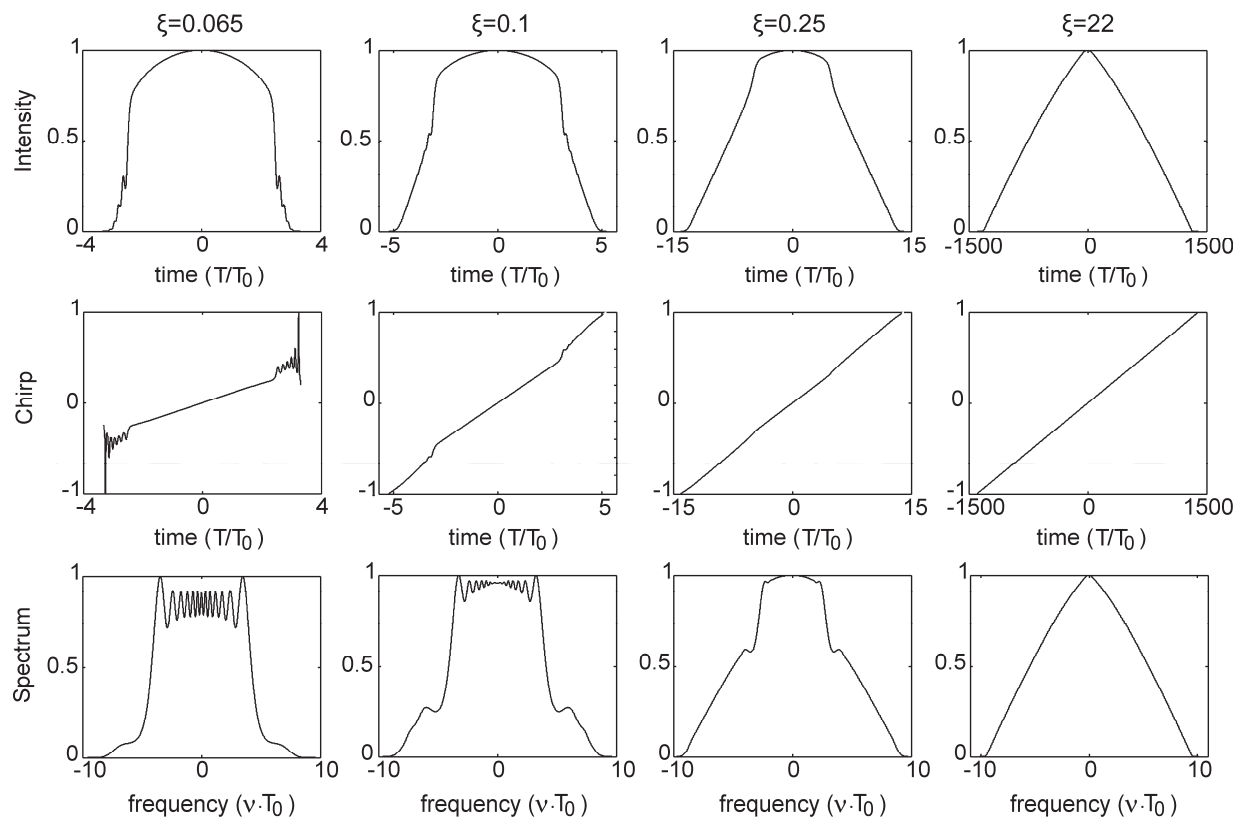 ξ=0.065 ξ=0.1 ξ=0.25 ξ=22
Intensity
1 1 1 1
0.5 0.5 0.5 0.5
0 0 0 0
-4 0 4 -5 0 5 -15 0 15 -1500 0 1500
time (T/T0) time (T/T0) time (T/T0) time (T/T0)
Chirp
1 1 1 1
0 0 0 0
-1 -1 -1 -1
-4 0 4 -5 0 5 -15 0 15 -1500 0 1500
time (T/T0) time (T/T0) time (T/T0) time (T/T0)
Spectrum
1 1 1 1
0.5 0.5 0.5 0.5
0 0 0 0
-10 0 10 -10 0 10 -10 0 10 -10 0 10
frequency (ν·T0) frequency (ν·T0) frequency (ν·T0) frequency (ν·T0)